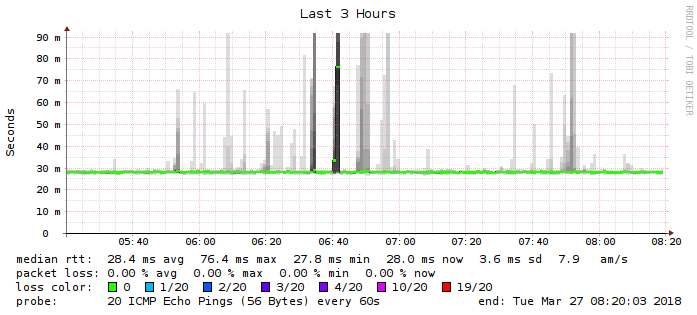 Last 3 Hours
RRDTOOL / TOBI OETIKER
Seconds
90 m
80 m
70 m
60 m
50 m
40 m
30 m
20 m
10 m
0
05:40 06:00 06:20 06:40 07:00 07:20 07:40 08:00 08:20
median rtt: 28.4 ms avg 76.4 ms max 27.8 ms min 28.0 ms now 3.6 ms sd 7.9 am/s
packet loss: 0.00 % avg 0.00 % max 0.00 % min 0.00 % now
loss color: 0 1/20 2/20 3/20 4/20 10/20 19/20
probe: 20 ICMP Echo Pings (56 Bytes) every 60s end: Tue Mar 27 08:20:03 2018